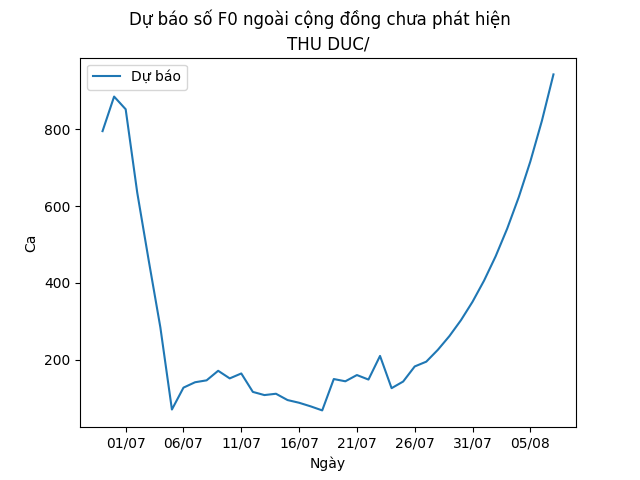 Dự báo số F0 ngoài cộng đồng chưa phát hiện
THU DUC/
Dự báo
800
600
400
200
Ca
01/07 06/07 11/07 16/07 21/07 26/07 31/07 05/08
Ngày